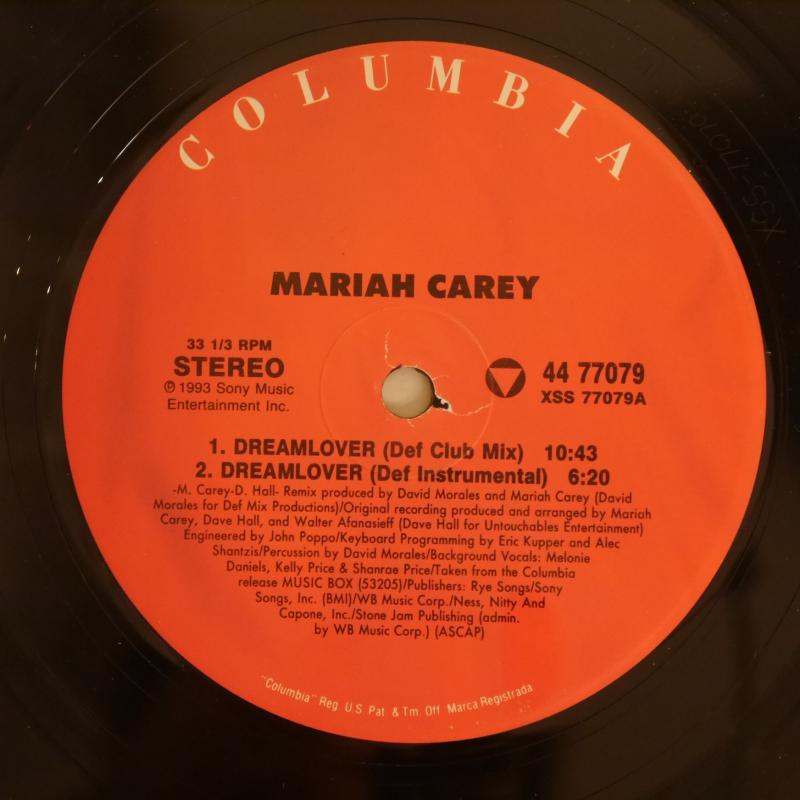 COLUMBIA
MARIAH CAREY
33 1/3 RPM
STEREO
℗ 1993 Sony Music
Entertainment Inc.
44 77079
XSS 77079A
1. DREAMLOVER (Def Club Mix) 10:43
2. DREAMLOVER (Def Instrumental) 6:20
-M. Carey-D. Hall- Remix produced by David Morales and Mariah Carey (David
Morales for Def Mix Productions)/Original recording produced and arranged by Mariah
Carey, Dave Hall, and Walter Afanasieff (Dave Hall for Untouchables Entertainment)
Engineered by John Poppo/Keyboard Programming by Eric Kupper and Alec
Shantzis/Percussion by David Morales/Background Vocals: Melonie
Daniels, Kelly Price & Shanrae Price/Taken from the Columbia
release MUSIC BOX (53205)/Publishers: Rye Songs/Sony
Songs, Inc. (BMI)/WB Music Corp./Ness, Nitty And
Capone, Inc./Stone Jam Publishing (admin.
by WB Music Corp.) (ASCAP)
"Columbia" Reg. U.S. Pat. & Tm. Off. Marca Registrada